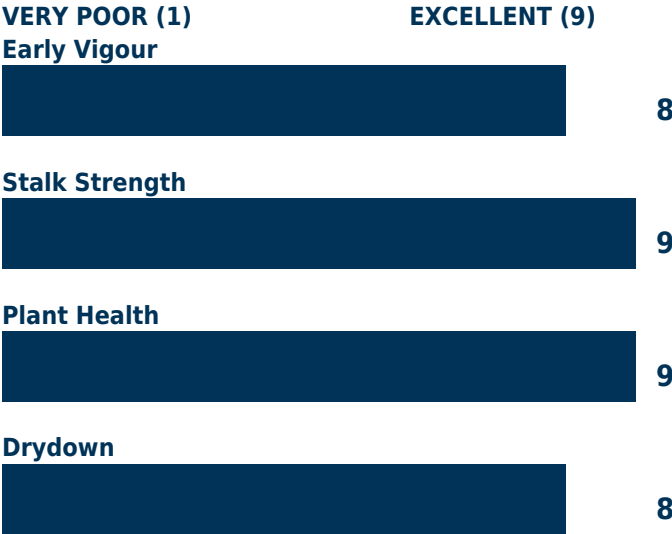 VERY POOR (1) EXCELLENT (9)
Early Vigour
8
Stalk Strength
9
Plant Health
9
Drydown
8